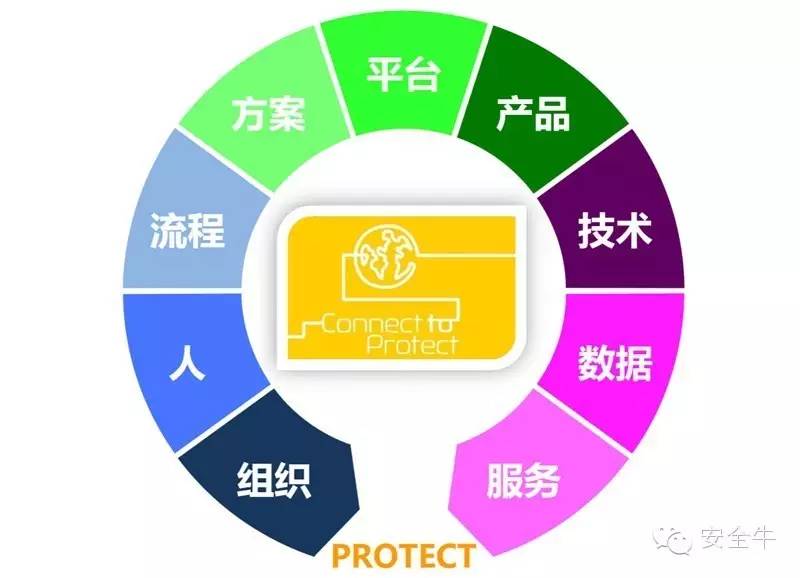 平台
方案
产品
流程
技术
Connect to
Protect
人
数据
组织
服务
PROTECT
安全牛